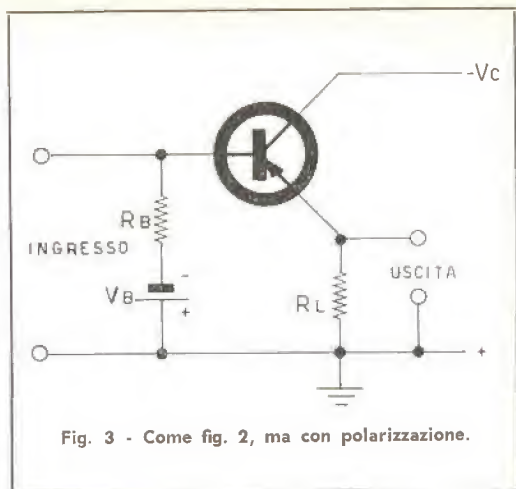 -Vc
RB
INGRESSO
-
VB
+
RL
USCITA
+
Fig. 3 - Come fig. 2, ma con polarizzazione.